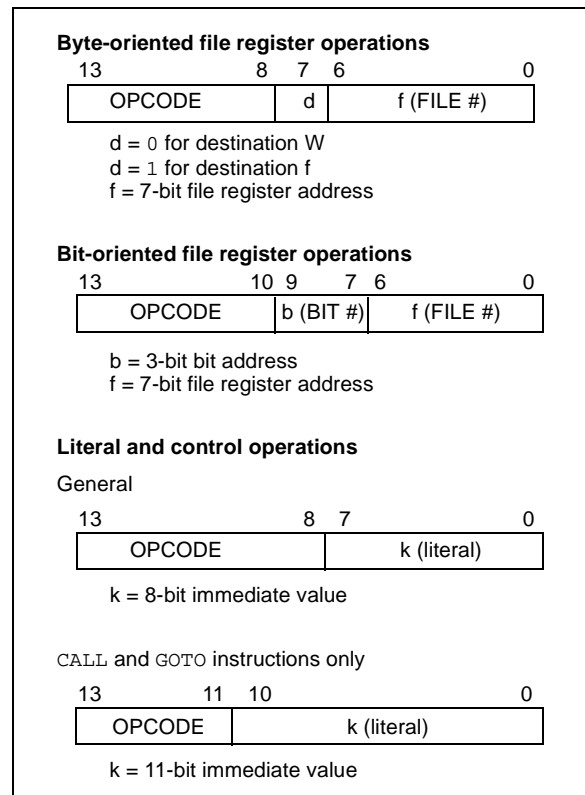 Byte-oriented file register operations
13 8 7 6 0
OPCODE d f (FILE #)
d = 0 for destination W
d = 1 for destination f
f = 7-bit file register address
Bit-oriented file register operations
13 10 9 7 6 0
OPCODE b (BIT #) f (FILE #)
b = 3-bit bit address
f = 7-bit file register address
Literal and control operations
General
13 8 7 0
OPCODE k (literal)
k = 8-bit immediate value
CALL and GOTO instructions only
13 11 10 0
OPCODE k (literal)
k = 11-bit immediate value